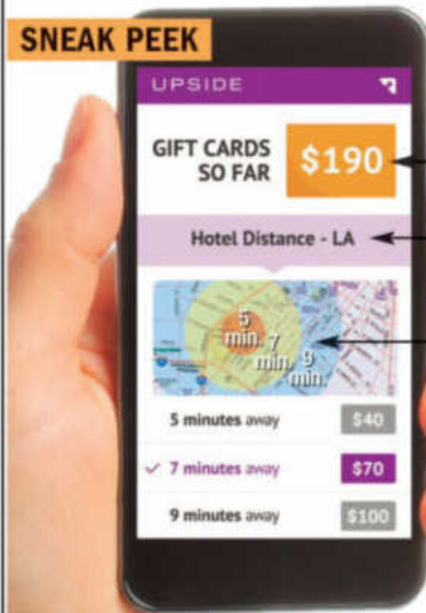 SNEAK PEEK
UPSIDE
GIFT CARDS
SO FAR
$190
Hotel Distance - LA
5
min.
7
min.
9
min.
5 minutes away
$40
7 minutes away
$70
9 minutes away
$100